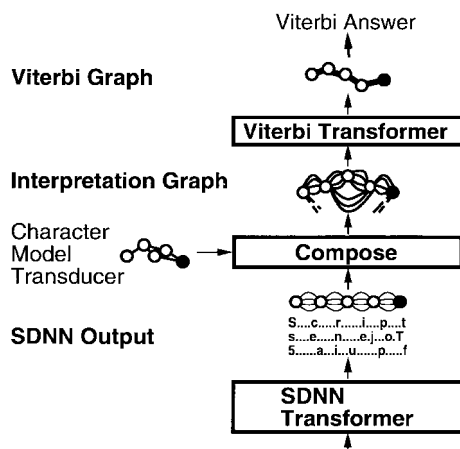 Viterbi Answer
Viterbi Graph
Viterbi Transformer
Interpretation Graph
Character
Model
Transducer
Compose
S....c.....r......i....p....t
s....e.....n.....e.j...o.T
5......a...i...u.....p.....f
SDNN Output
SDNN
Transformer